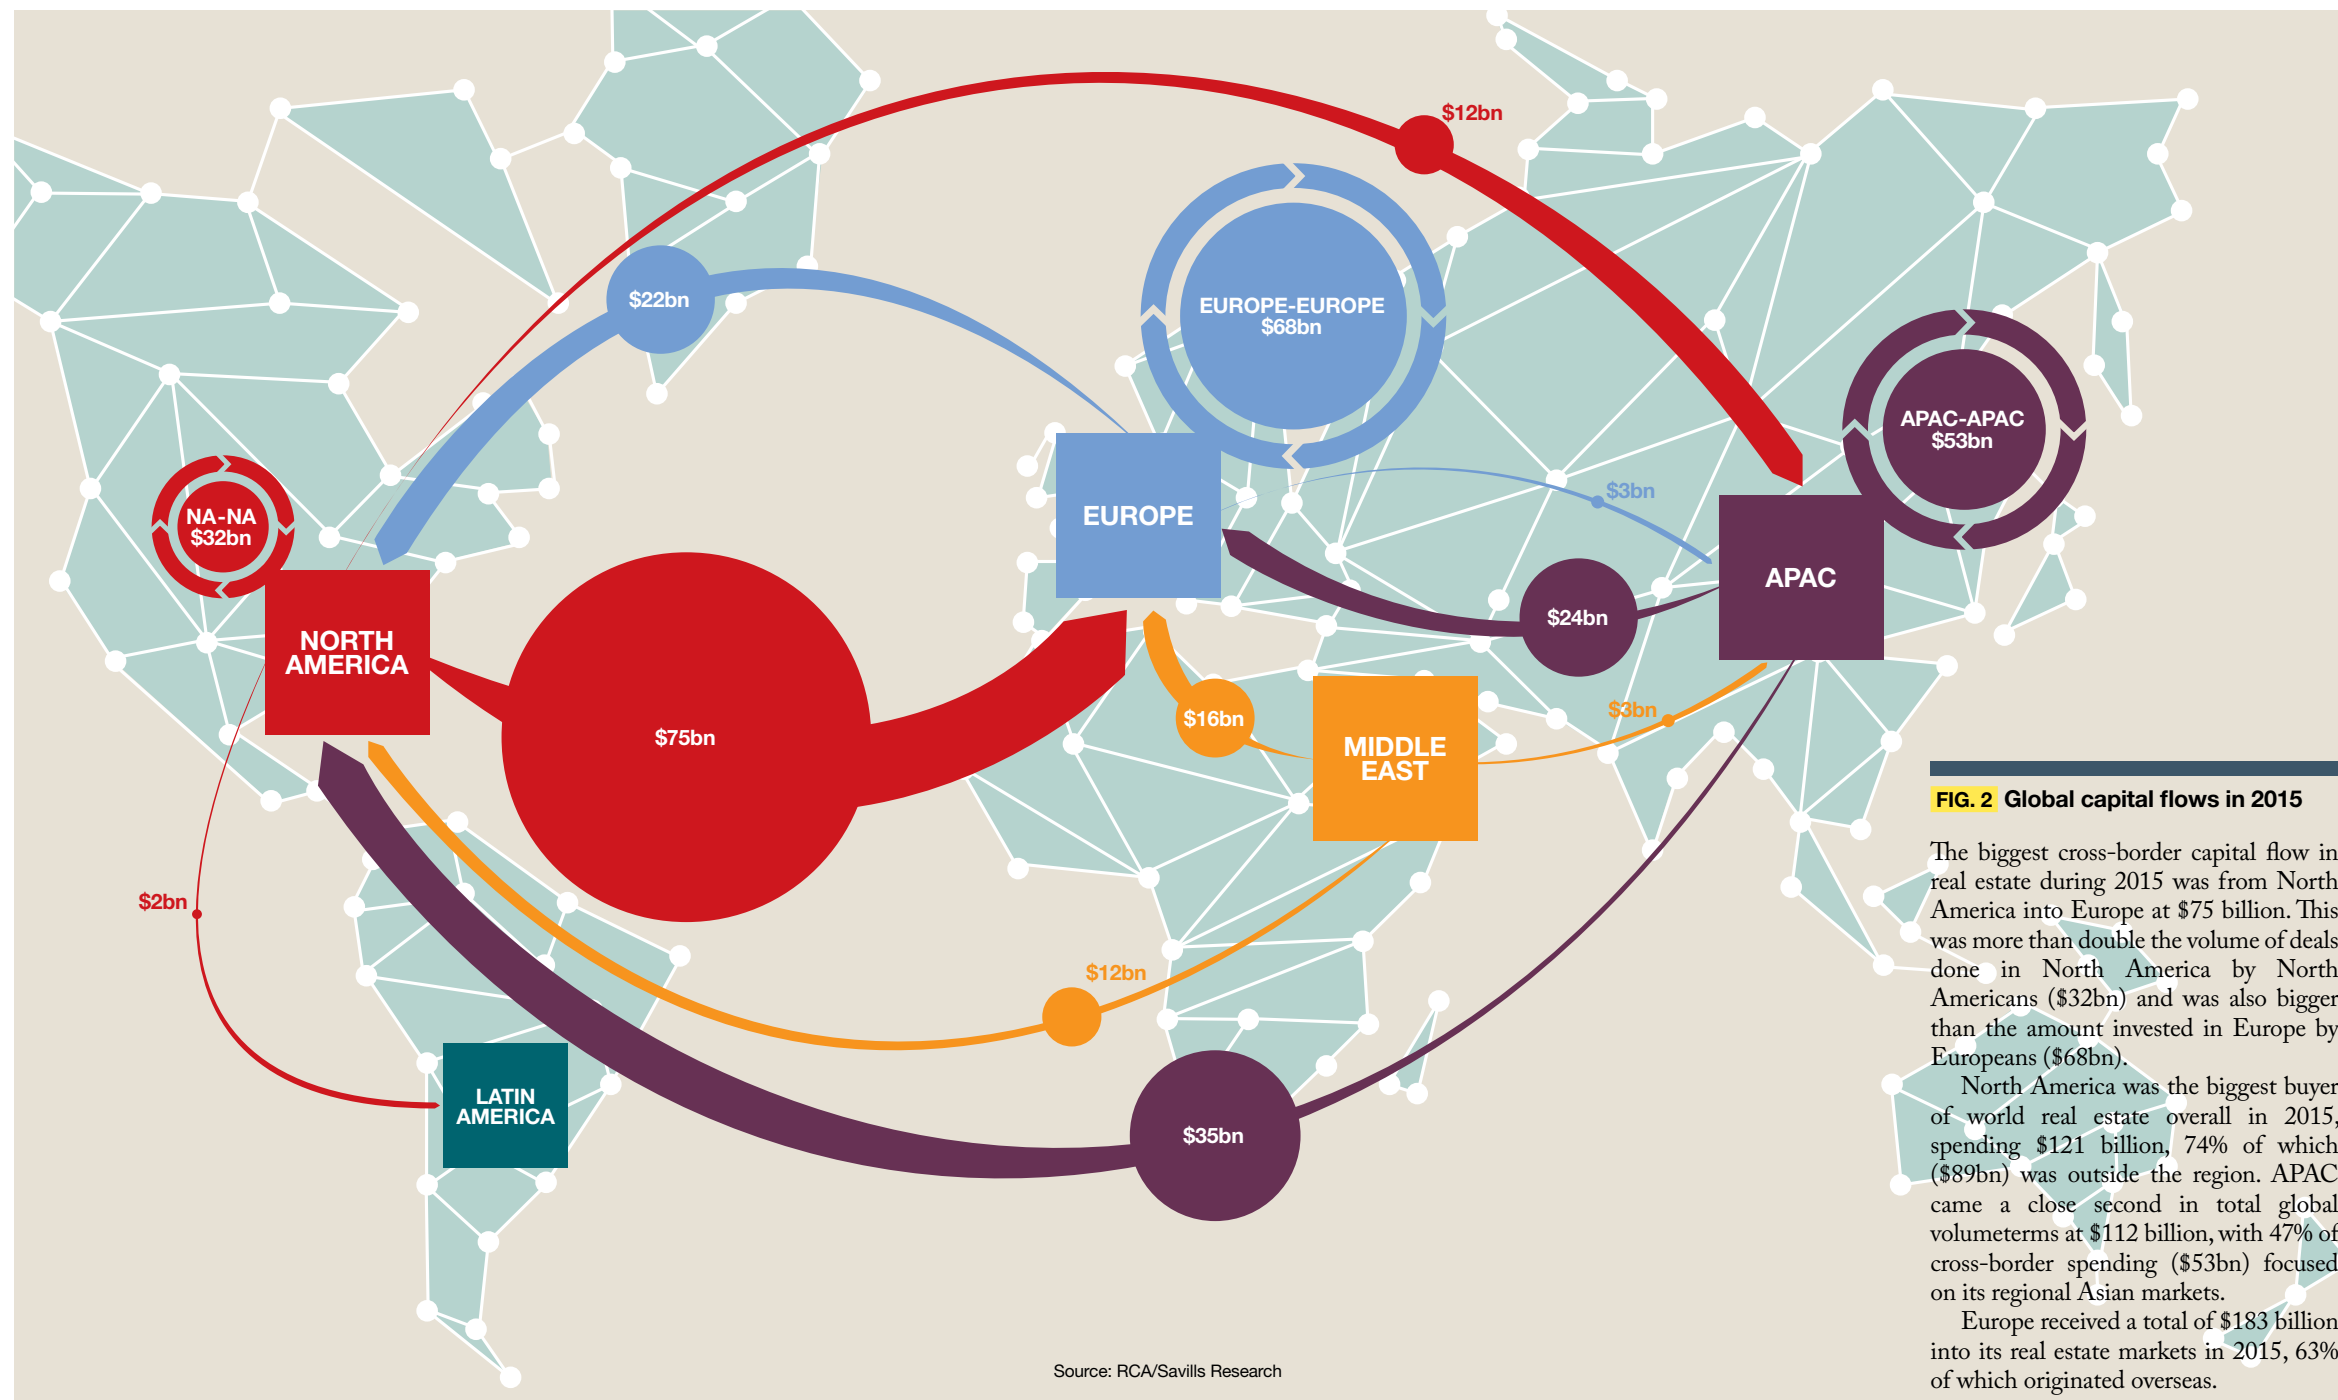 $12bn
$22bn
EUROPE-EUROPE
$68bn
APAC-APAC
$53bn
$3bn
NA-NA
$32bn
EUROPE
APAC
$24bn
NORTH
AMERICA
$75bn
$16bn
$3bn
MIDDLE
EAST
$2bn
$12bn
LATIN
AMERICA
$35bn
FIG. 2 Global capital flows in 2015
The biggest cross-border capital flow in
real estate during 2015 was from North
America into Europe at $75 billion. This
was more than double the volume of deals
done in North America by North
Americans ($32bn) and was also bigger
than the amount invested in Europe by
Europeans ($68bn).
North America was the biggest buyer
of world real estate overall in 2015,
spending $121 billion, 74% of which
($89bn) was outside the region. APAC
came a close second in total global
volumeterms at $112 billion, with 47% of
cross-border spending ($53bn) focused
on its regional Asian markets.
Europe received a total of $183 billion
into its real estate markets in 2015, 63%
of which originated overseas.
Source: RCA/Savills Research